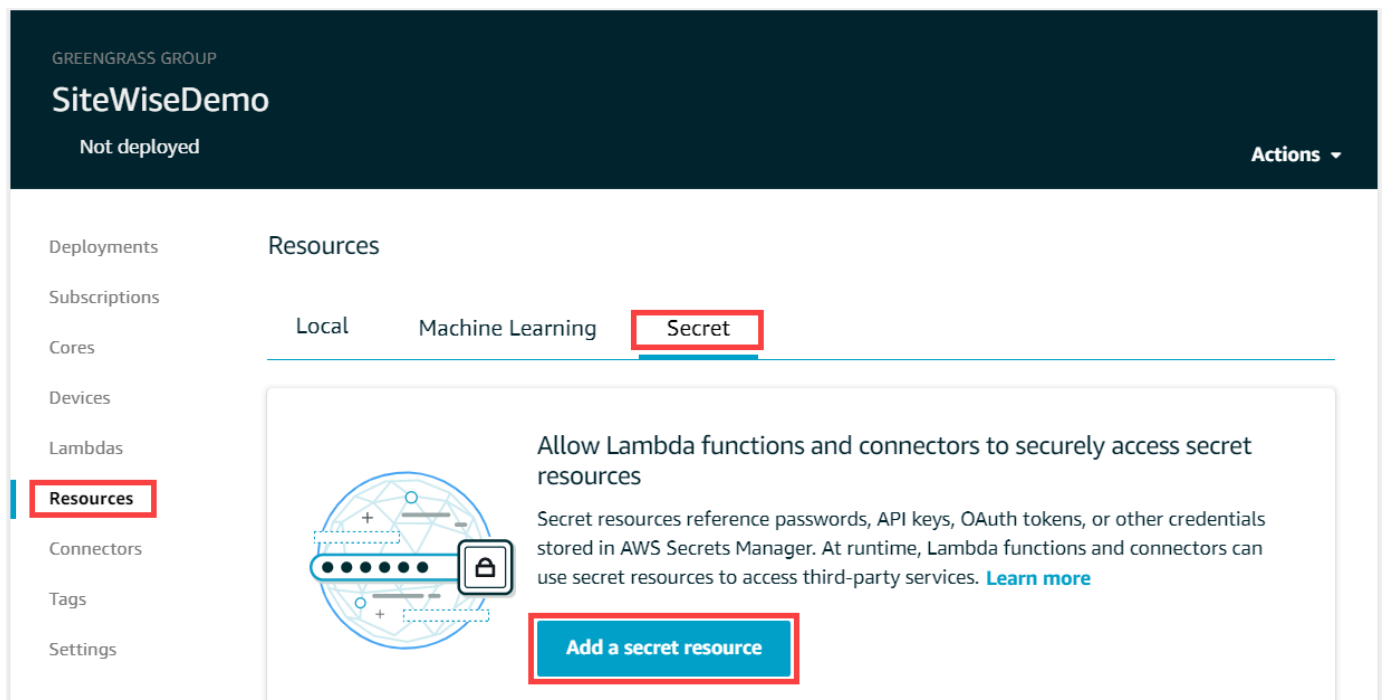 GREENGRASS GROUP
SiteWiseDemo
Not deployed
Actions
Deployments
Subscriptions
Cores
Devices
Lambdas
Resources
Connectors
Tags
Settings
Resources
Local Machine Learning Secret
Allow Lambda functions and connectors to securely access secret
resources
Secret resources reference passwords, API keys, OAuth tokens, or other credentials
stored in AWS Secrets Manager. At runtime, Lambda functions and connectors can
use secret resources to access third-party services. Learn more
Add a secret resource